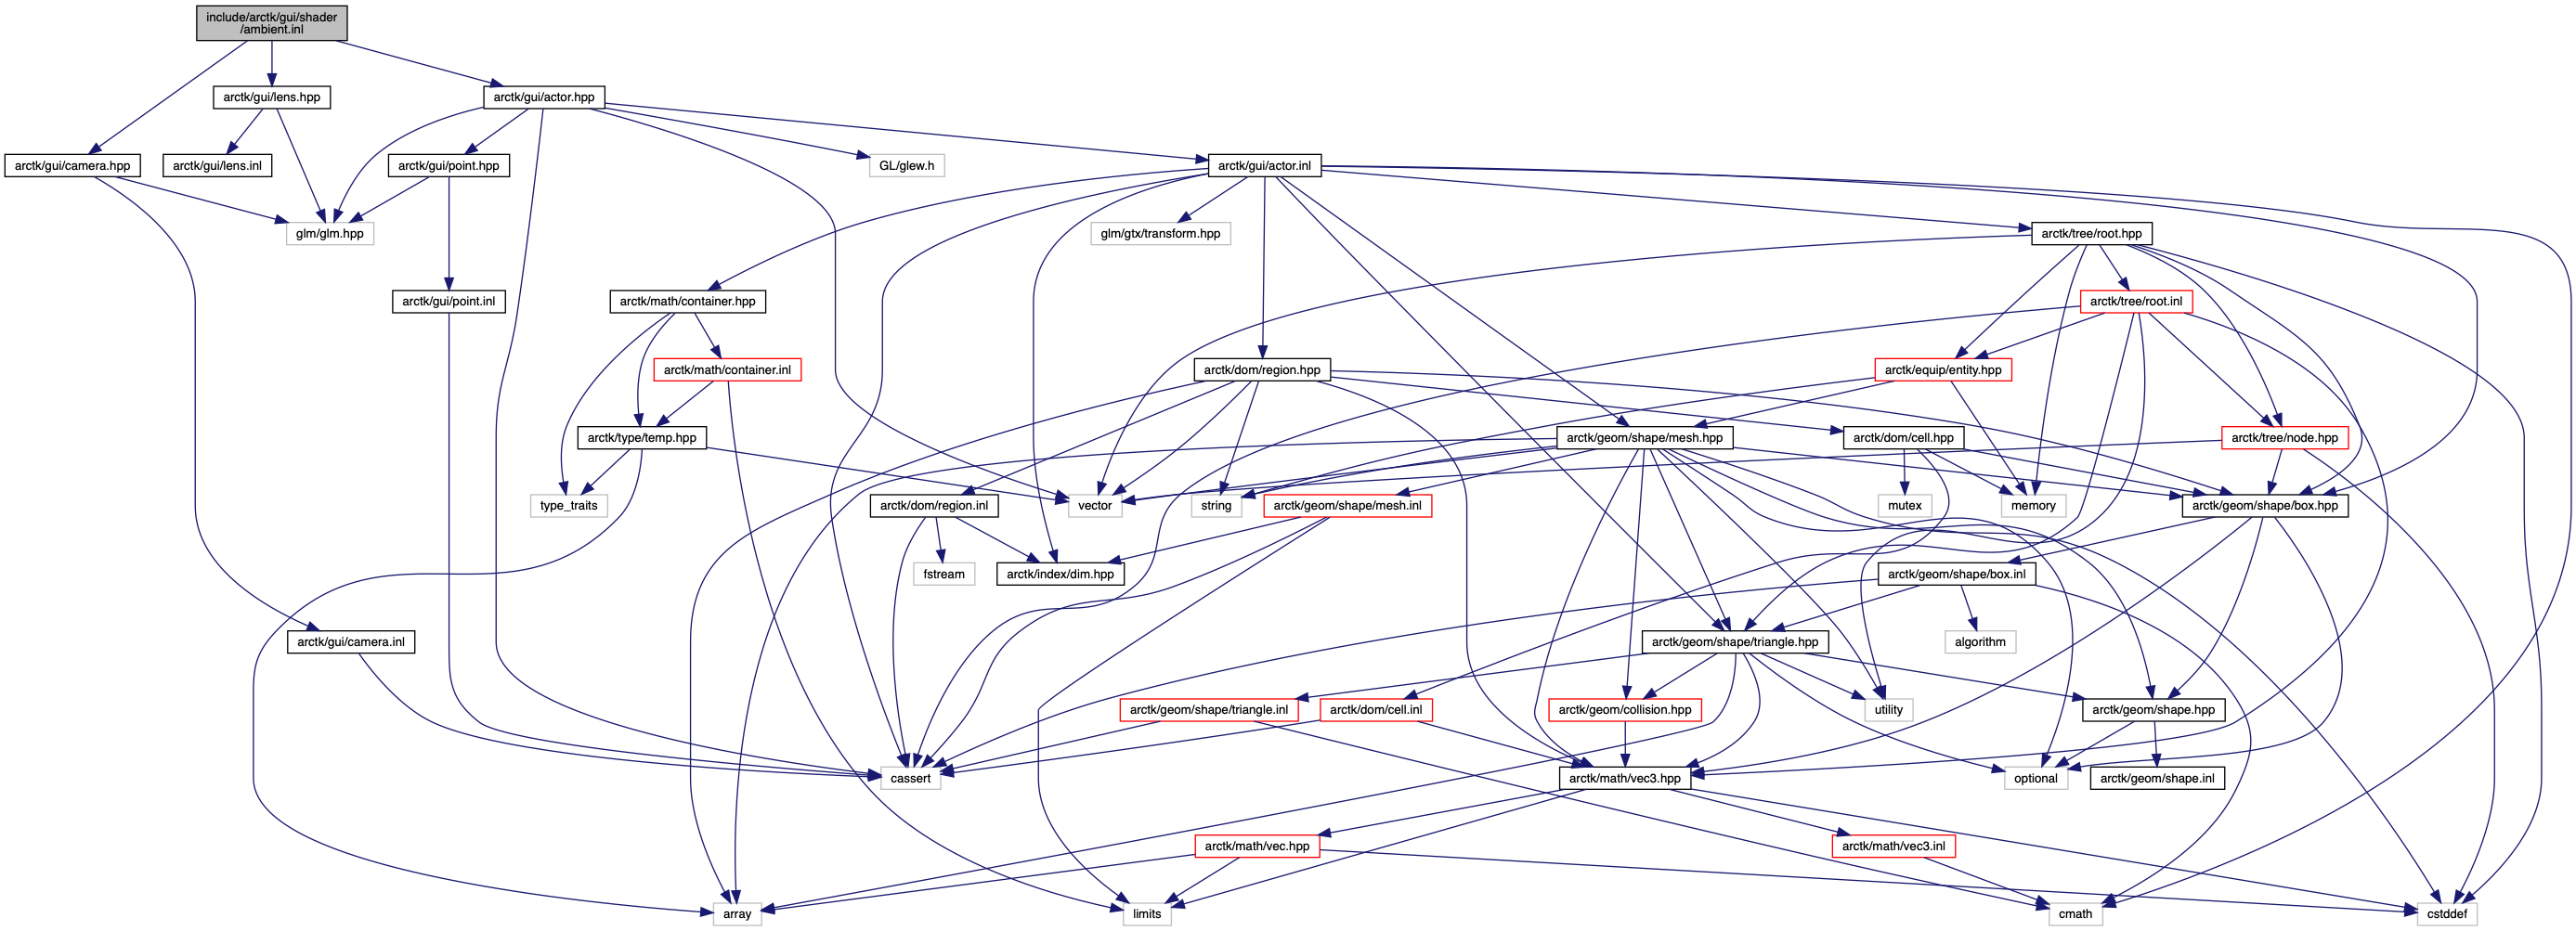 include/arctk/gui/shader
/ambient.inl
arctk/gui/lens.hpp
arctk/gui/actor.hpp
arctk/gui/camera.hpp
arctk/gui/lens.inl
arctk/gui/point.hpp
GL/glew.h
arctk/gui/actor.inl
glm/glm.hpp
glm/gtx/transform.hpp
arctk/tree/root.hpp
arctk/gui/point.inl
arctk/math/container.hpp
arctk/tree/root.inl
arctk/math/container.inl
arctk/dom/region.hpp
arctk/equip/entity.hpp
arctk/type/temp.hpp
arctk/geom/shape/mesh.hpp
arctk/dom/cell.hpp
arctk/tree/node.hpp
type_traits
arctk/dom/region.inl
vector
string
arctk/geom/shape/mesh.inl
mutex
memory
arctk/geom/shape/box.hpp
fstream
arctk/index/dim.hpp
arctk/geom/shape/box.inl
arctk/gui/camera.inl
arctk/geom/shape/triangle.hpp
algorithm
arctk/geom/shape/triangle.inl
arctk/dom/cell.inl
arctk/geom/collision.hpp
utility
arctk/geom/shape.hpp
cassert
arctk/math/vec3.hpp
optional
arctk/geom/shape.inl
arctk/math/vec.hpp
arctk/math/vec3.inl
array
limits
cmath
cstddef